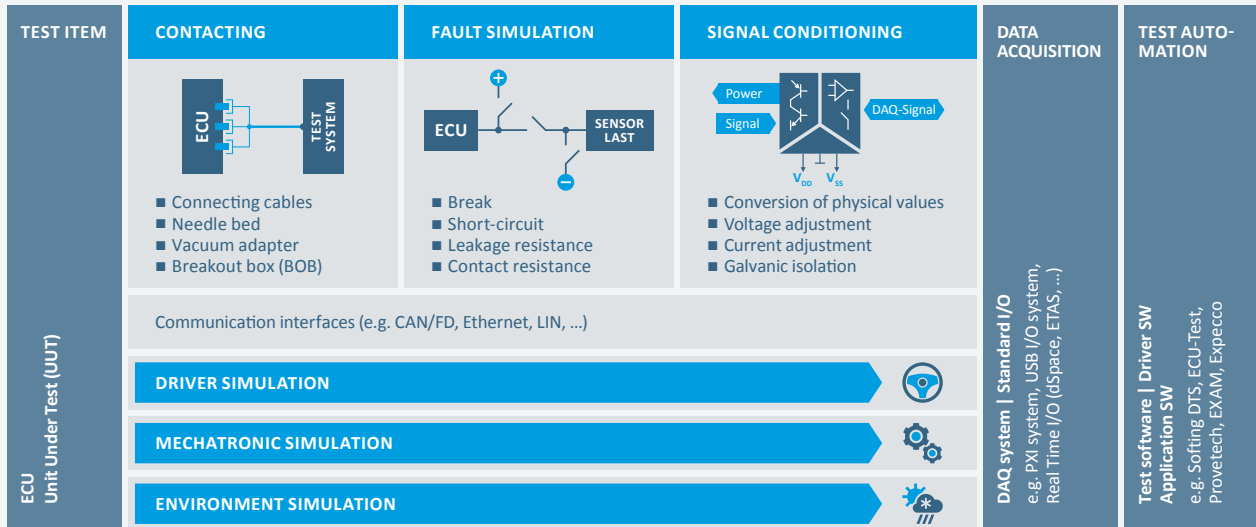 TEST ITEM
ECU
Unit Under Test (UUT)
CONTACTING
ECU
TEST
SYSTEM
■ Connecting cables
■ Needle bed
■ Vacuum adapter
■ Breakout box (BOB)
FAULT SIMULATION
+
ECU
SENSOR
LAST
−
■ Break
■ Short-circuit
■ Leakage resistance
■ Contact resistance
SIGNAL CONDITIONING
Power
Signal
DAQ-Signal
VDD
VSS
■ Conversion of physical values
■ Voltage adjustment
■ Current adjustment
■ Galvanic isolation
Communication interfaces (e.g. CAN/FD, Ethernet, LIN, ...)
DRIVER SIMULATION
MECHATRONIC SIMULATION
ENVIRONMENT SIMULATION
DATA
ACQUISITION
DAQ system | Standard I/O
e.g. PXI system, USB I/O system,
Real Time I/O (dSpace, ETAS, ...)
TEST AUTO-
MATION
Test software | Driver SW
Application SW
e.g. Softing DTS, ECU-Test,
Provetech, EXAM, Expecco